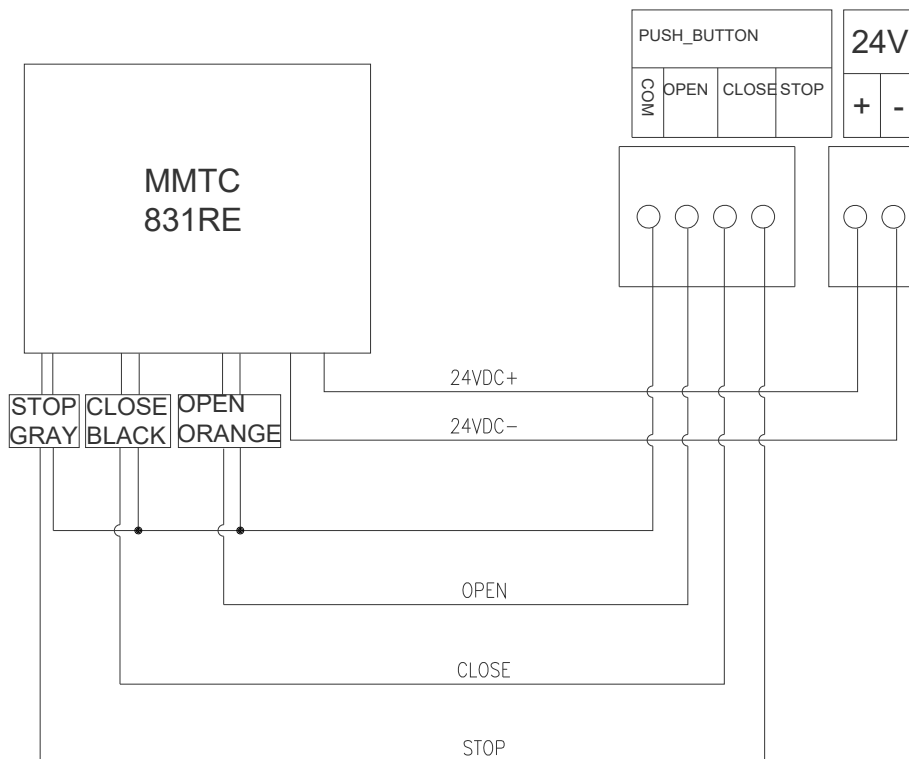 PUSH_BUTTON
COM
OPEN
CLOSE
STOP
24V
+
-
MMTC
831RE
STOP
GRAY
CLOSE
BLACK
OPEN
ORANGE
24VDC+
24VDC-
OPEN
CLOSE
STOP